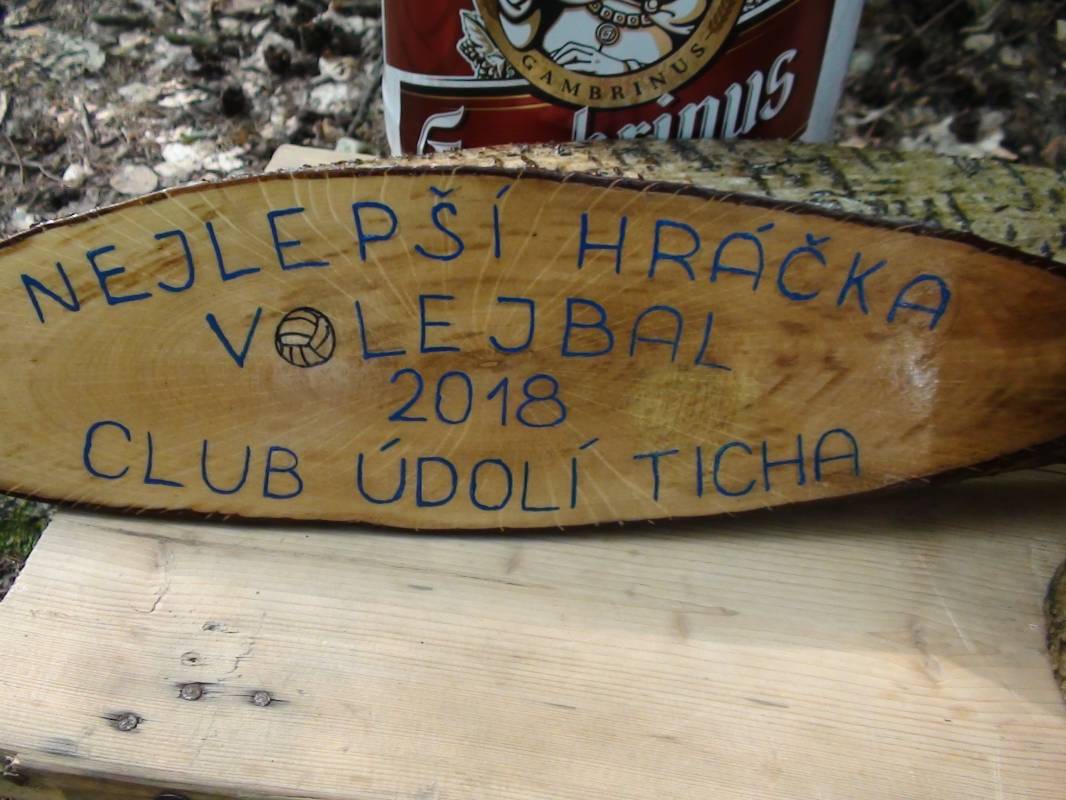 GAMBRINUS
NEJLEPŠÍ HRÁČKA
VOLEJBAL
2018
CLUB ÚDOLÍ TICHA